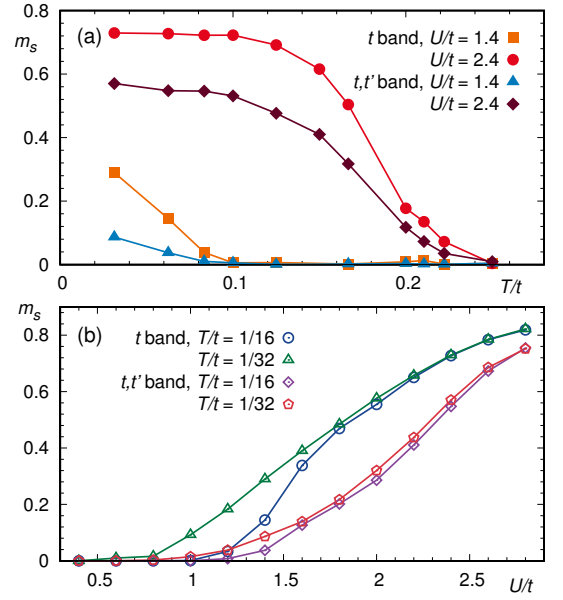 0.8
m_s
(a)
t band, U/t = 1.4
U/t = 2.4
t,t' band, U/t = 1.4
U/t = 2.4
0.6
0.4
0.2
0
0
0.1
0.2
T/t
m_s
(b)
0.8
t band, T/t = 1/16
T/t = 1/32
t,t' band, T/t = 1/16
T/t = 1/32
0.6
0.4
0.2
0
0.5
1
1.5
2
2.5
U/t